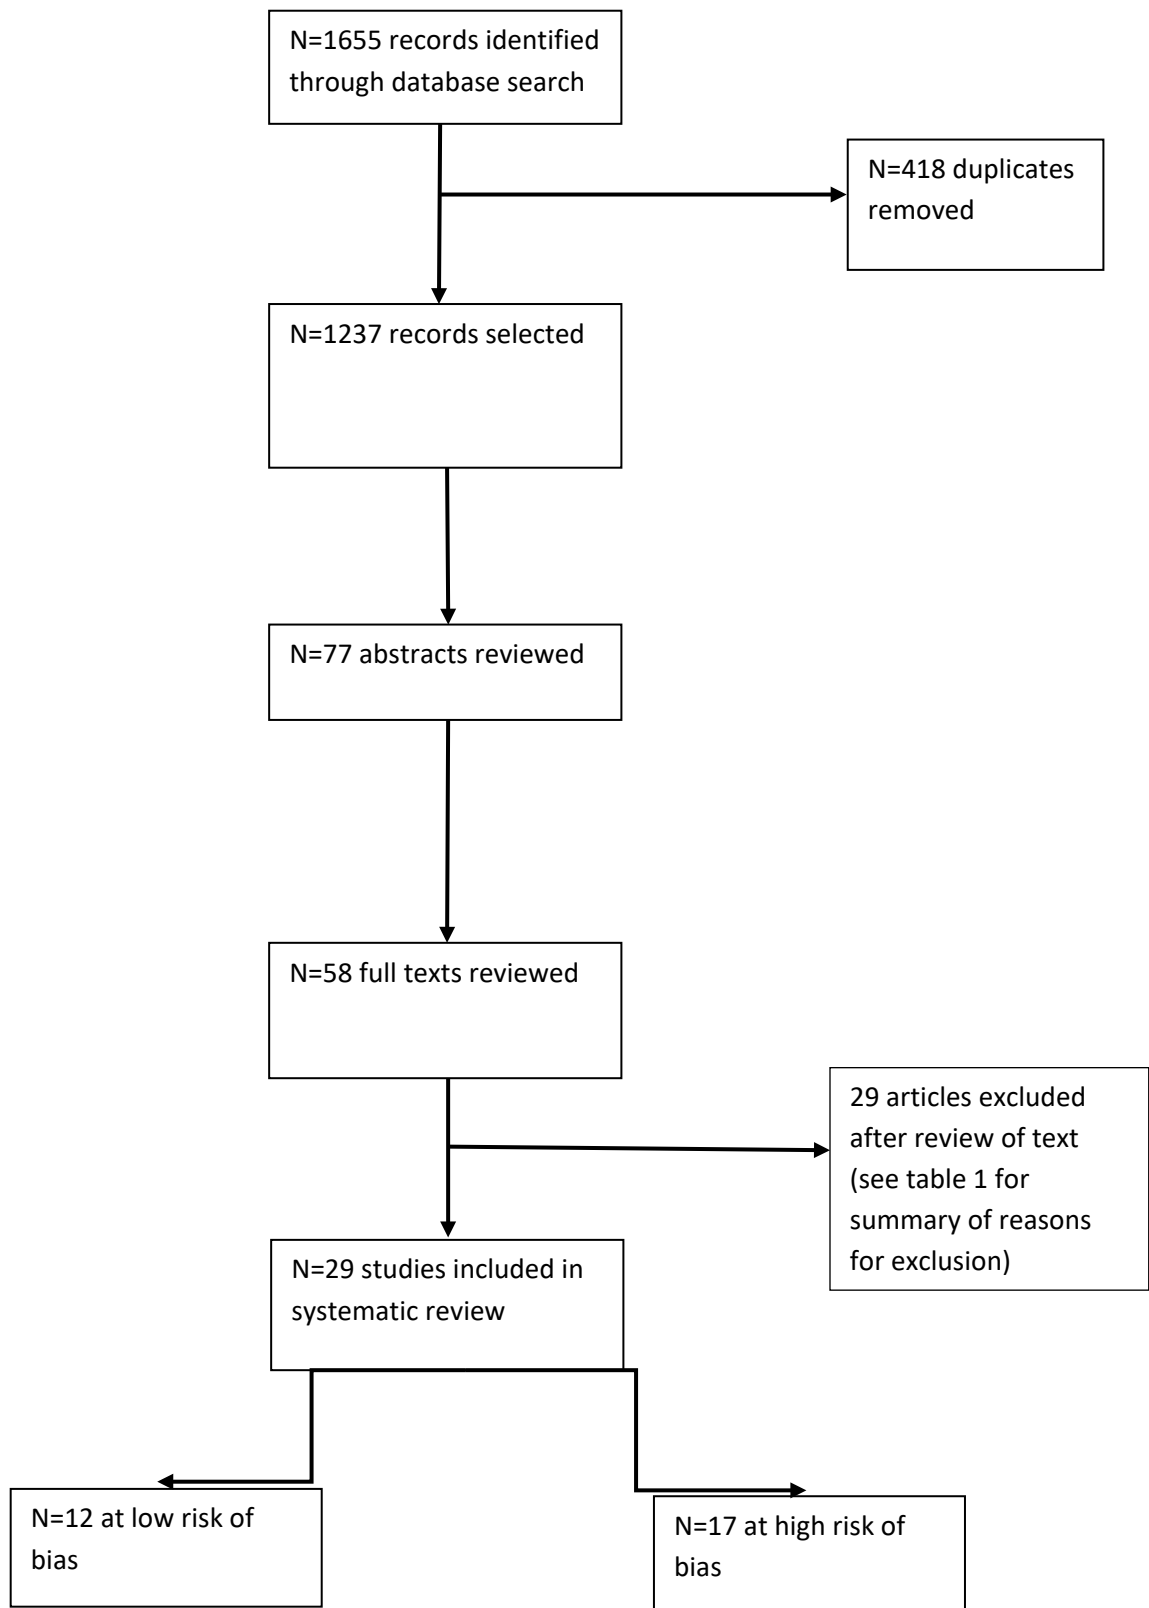 N=1655 records identified
through database search
N=418 duplicates
removed
N=1237 records selected
N=77 abstracts reviewed
N=58 full texts reviewed
29 articles excluded
after review of text
(see table 1 for
summary of reasons
for exclusion)
N=29 studies included in
systematic review
N=12 at low risk of
bias
N=17 at high risk of
bias